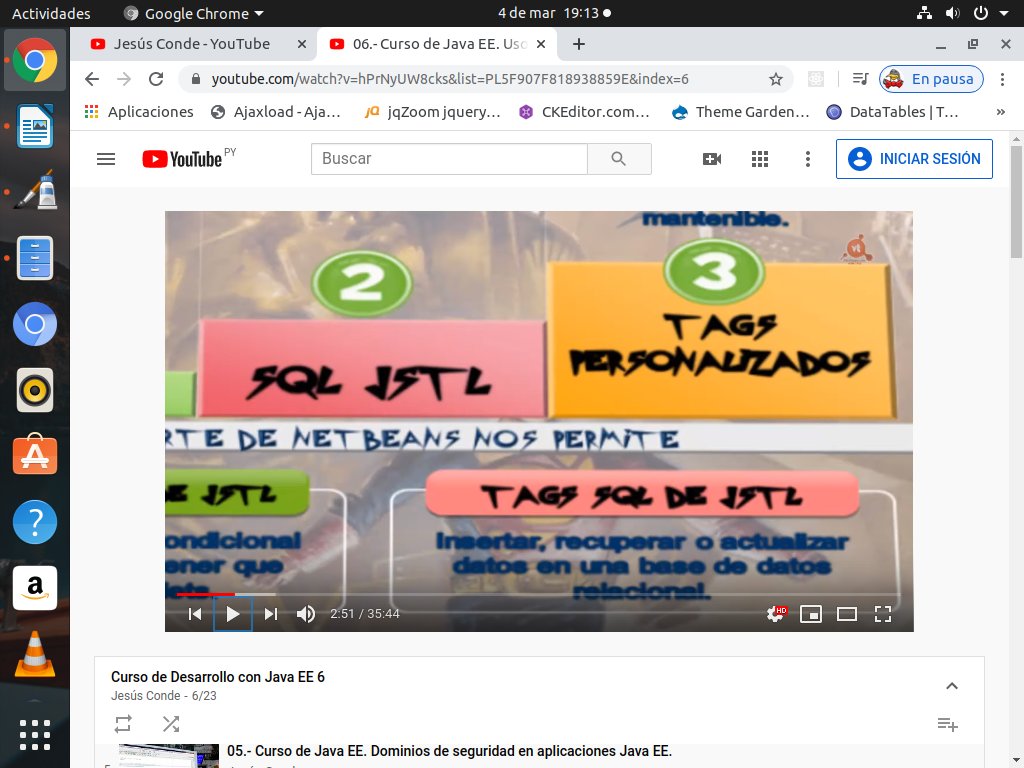 Actividades
Google Chrome
4 de mar 19:13
Jesús Conde - YouTube
06.- Curso de Java EE. Uso
youtube.com/watch?v=hPrNyUW8cks&list=PL5F907F818938859E&index=6
En pausa
Aplicaciones
Ajaxload - Aja...
jqZoom jquery...
CKEditor.com...
Theme Garden...
DataTables | T...
»
YouTube PY
Buscar
INICIAR SESIÓN
mantenible.
vt
2
3
SQL JSTL
TAGS
PERSONALIZADOS
RTE DE NETBEANS NOS PERMITE
E JSTL
TAGS SQL DE JSTL
ondicional
ener que
Insertar, recuperar o actualizar
datos en una base de datos
relacional.
2:51 / 35:44
HD
Curso de Desarrollo con Java EE 6
Jesús Conde - 6/23
05.- Curso de Java EE. Dominios de seguridad en aplicaciones Java EE.